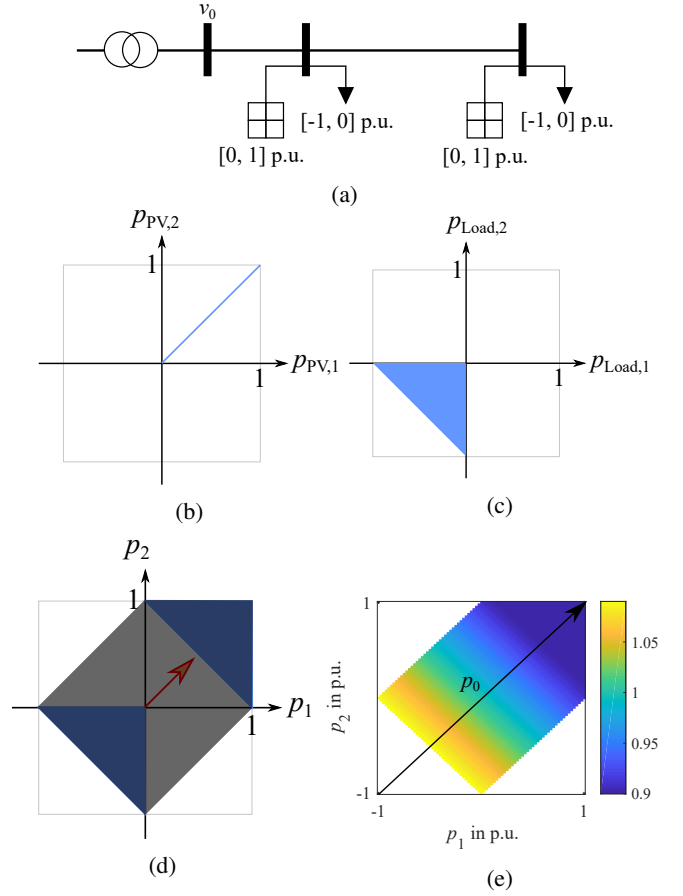 v0
[-1, 0] p.u.
[-1, 0] p.u.
[0, 1] p.u.
[0, 1] p.u.
(a)
pPV,2
1
pPV,1
1
(b)
pLoad,2
1
pLoad,1
1
(c)
p2
1
p1
1
(d)
1
p2 in p.u.
p0
-1
-1
1
p1 in p.u.
1.05
1
0.95
0.9
(e)